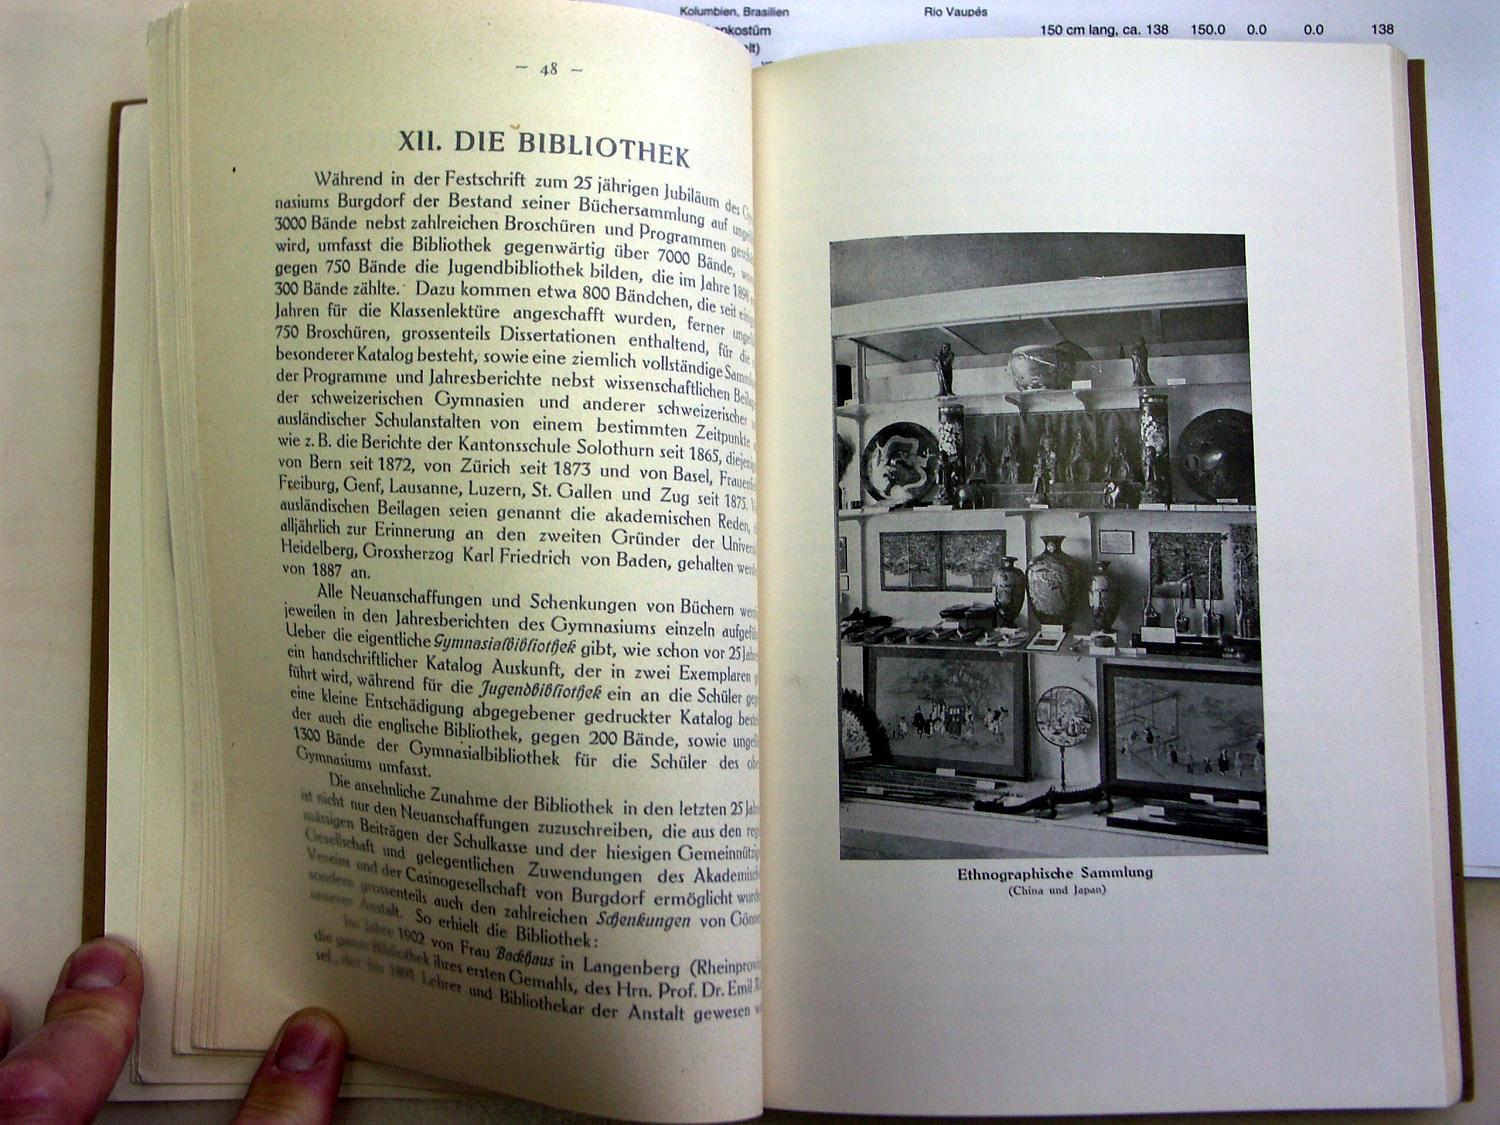 Kolumbien, Brasilien Rio Vaupés
nkostüm 150 cm lang, ca. 138 150.0 0.0 0.0 138
— 48 —
XII. DIE BIBLIOTHEK
Während in der Festschrift zum 25 jährigen Jubiläum des
nasiums Burgdorf der Bestand seiner Büchersammlung auf
3000 Bände nebst zahlreichen Broschüren und Programmen
wird, umfasst die Bibliothek gegenwärtig über 7000 Bände,
gegen 750 Bände die Jugendbibliothek bilden, die im Jahre
300 Bände zählte. Dazu kommen etwa 800 Bändchen, die seit
Jahren für die Klassenlektüre angeschafft wurden, ferner
750 Broschüren, grossenteils Dissertationen enthaltend, für die
besonderer Katalog besteht, sowie eine ziemlich vollständige
der Programme und Jahresberichte nebst wissenschaftlichen
der schweizerischen Gymnasien und anderer schweizerischer
ausländischer Schulanstalten von einem bestimmten Zeitpunkte
wie z. B. die Berichte der Kantonsschule Solothurn seit 1865,
von Bern seit 1872, von Zürich seit 1873 und von Basel,
Freiburg, Genf, Lausanne, Luzern, St. Gallen und Zug seit 1875.
ausländischen Beilagen seien genannt die akademischen Reden,
alljährlich zur Erinnerung an den zweiten Gründer der
Heidelberg, Grossherzog Karl Friedrich von Baden, gehalten
von 1887 an.
Alle Neuanschaffungen und Schenkungen von Büchern
jeweilen in den Jahresberichten des Gymnasiums einzeln
Ueber die eigentliche Gymnasialbibliothek gibt, wie schon vor 25
ein handschriftlicher Katalog Auskunft, der in zwei Exemplaren
führt wird, während für die Jugendbibliothek ein an die Schüler
eine kleine Entschädigung abgegebener gedruckter Katalog
der auch die englische Bibliothek, gegen 200 Bände, sowie
1300 Bände der Gymnasialbibliothek für die Schüler des
Gymnasiums umfasst.
Die ansehnliche Zunahme der Bibliothek in den letzten 25
ist nicht nur den Neuanschaffungen zuzuschreiben, die aus den
mässigen Beiträgen der Schulkasse und der hiesigen
Gesellschaft und gelegentlichen Zuwendungen des
Vereins und der Casinogesellschaft von Burgdorf ermöglicht
sondern grossenteils auch den zahlreichen Schenkungen von
unserer Anstalt. So erhielt die Bibliothek:
Im Jahre 1902 von Frau Backhaus in Langenberg
die ganze Bibliothek ihres ersten Gemahls, des Hrn. Prof. Dr. Emil
sel., der bis 1891 Lehrer und Bibliothekar der Anstalt gewesen
Ethnographische Sammlung
(China und Japan)